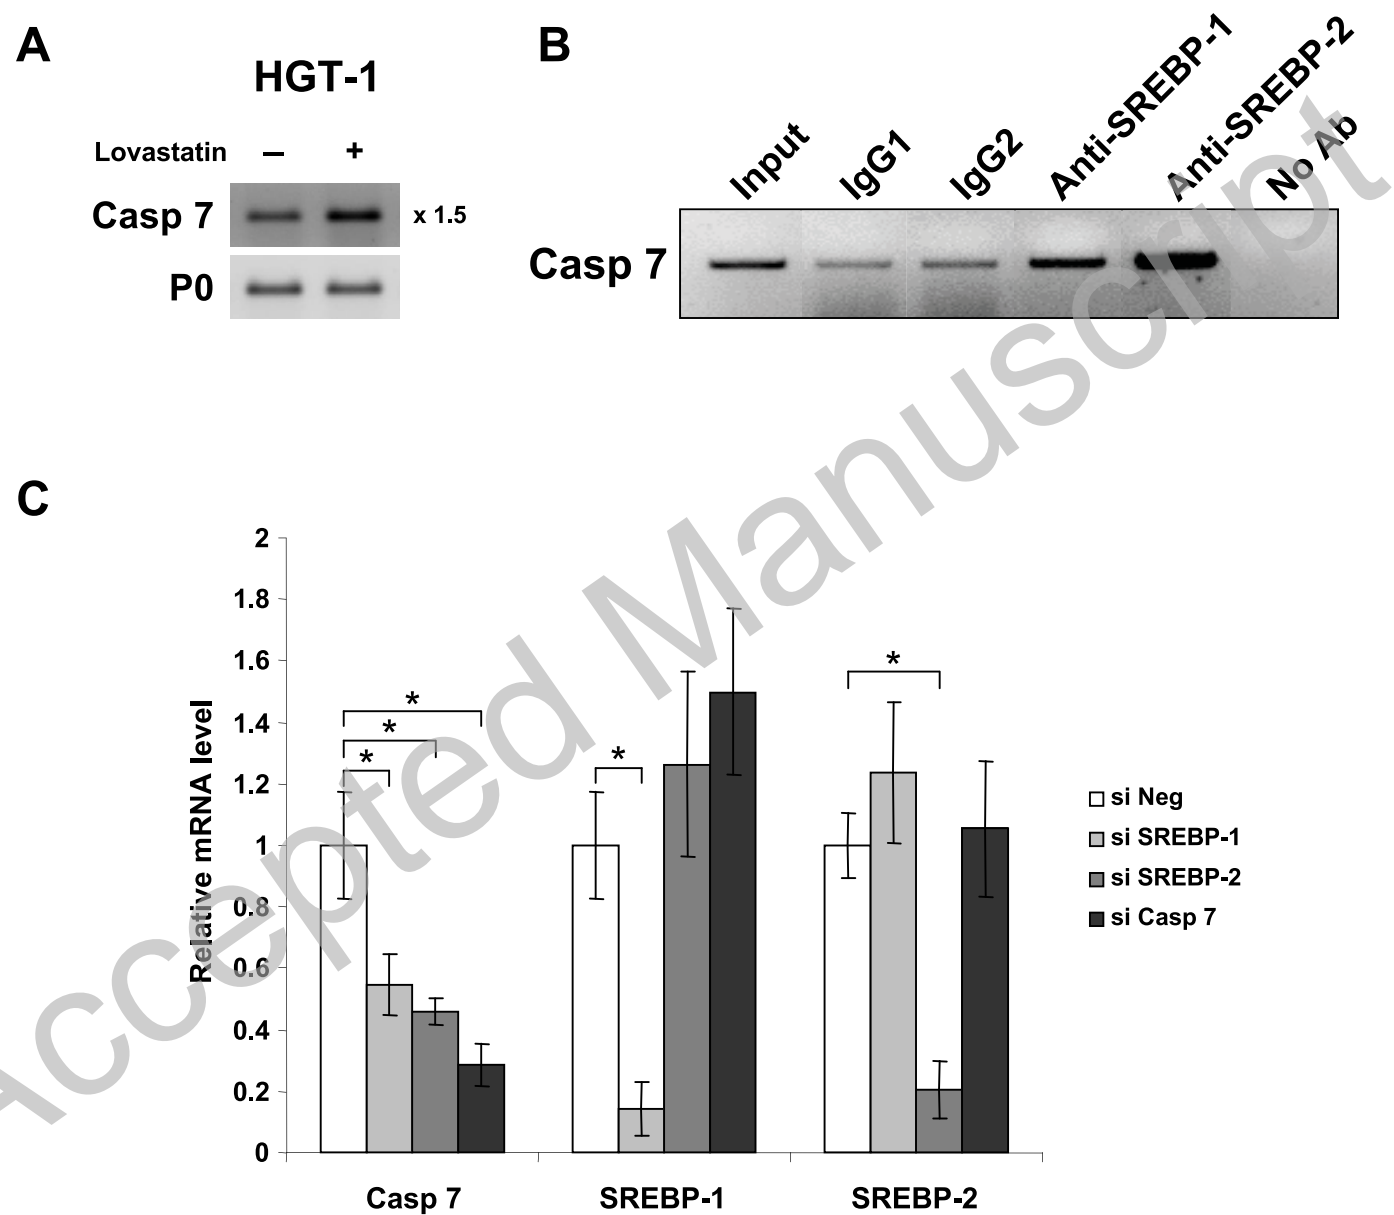 A
HGT-1
Lovastatin – +
Casp 7 x 1.5
P0
B
Input IgG1 IgG2 Anti-SREBP-1 Anti-SREBP-2 No Ab
Casp 7
C
Relative mRNA level
2
1.8
1.6
1.4
1.2
1
0.8
0.6
0.4
0.2
0
* * * * *
Casp 7 SREBP-1 SREBP-2
si Neg
si SREBP-1
si SREBP-2
si Casp 7
Accepted Manuscript